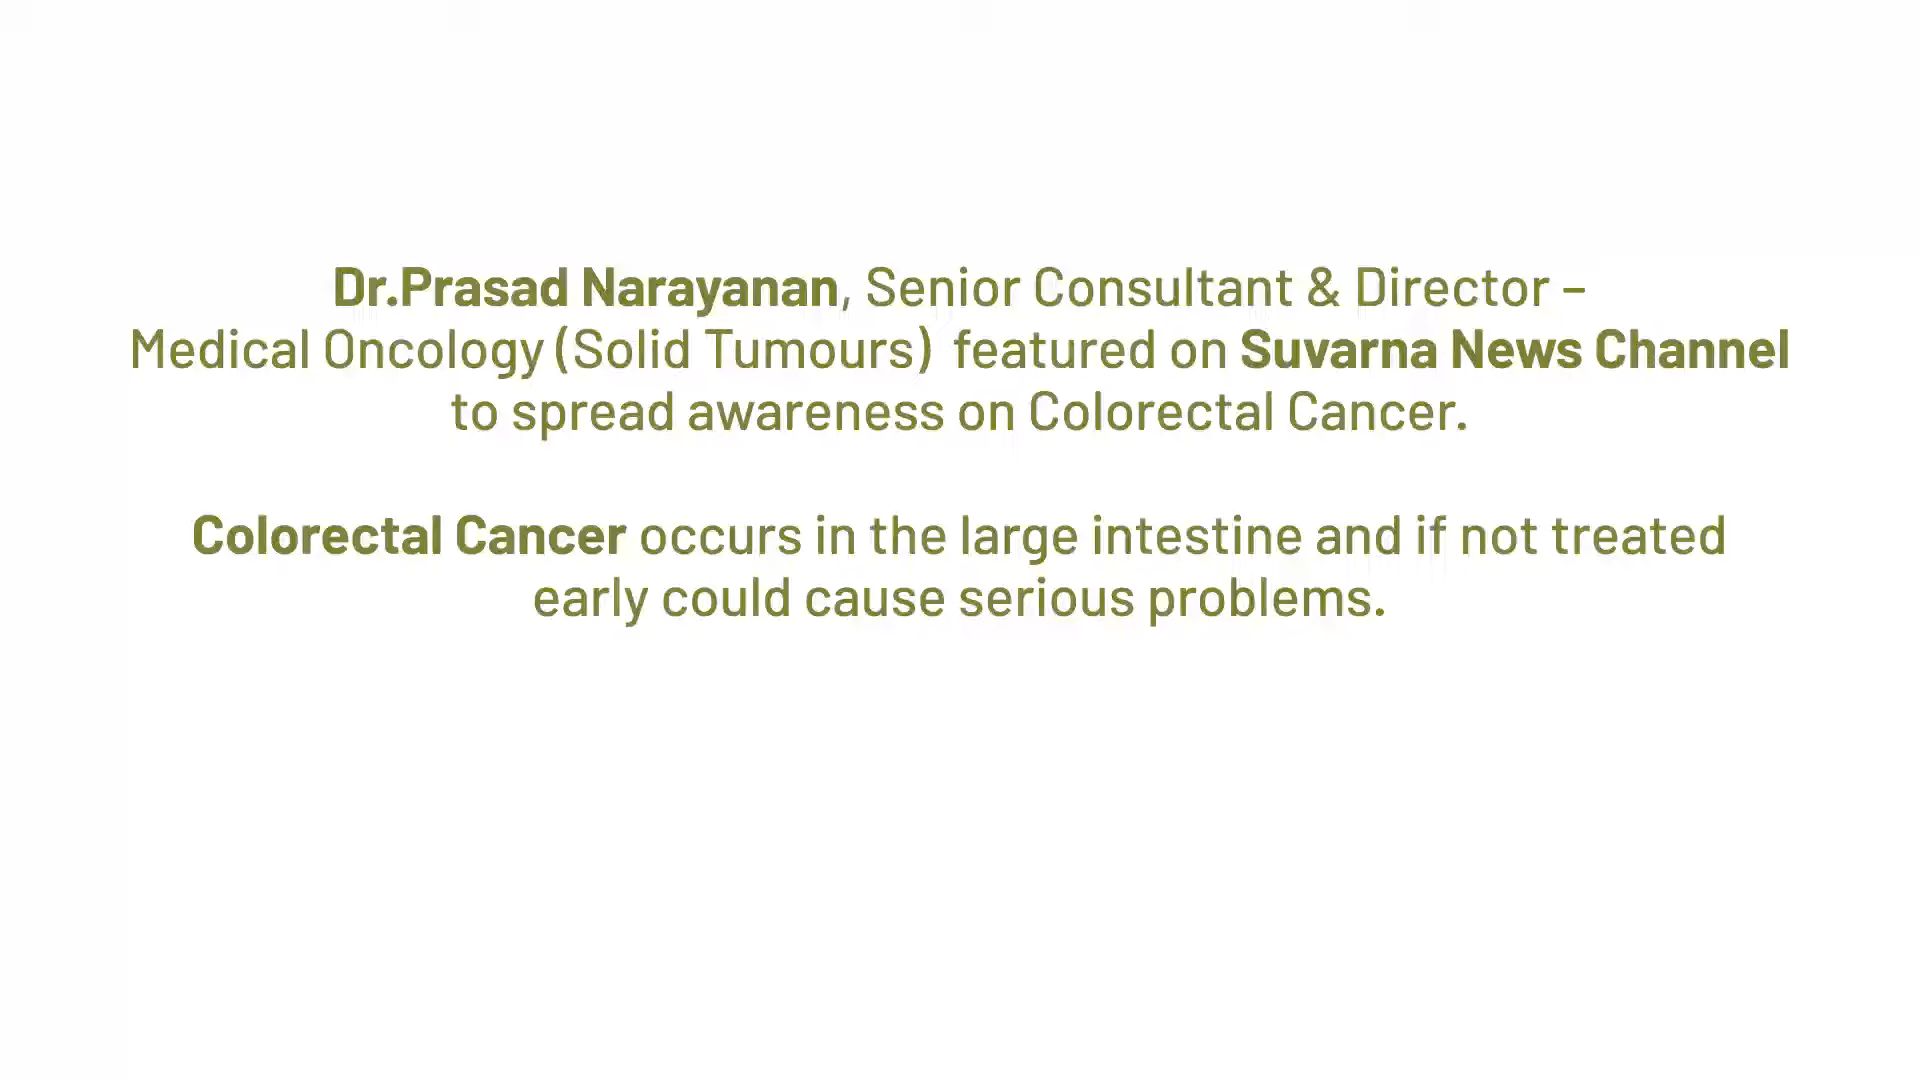 Dr.Prasad Narayanan, Senior Consultant & Director –
Medical Oncology (Solid Tumours) featured on Suvarna News Channel
to spread awareness on Colorectal Cancer.
Colorectal Cancer occurs in the large intestine and if not treated
early could cause serious problems.